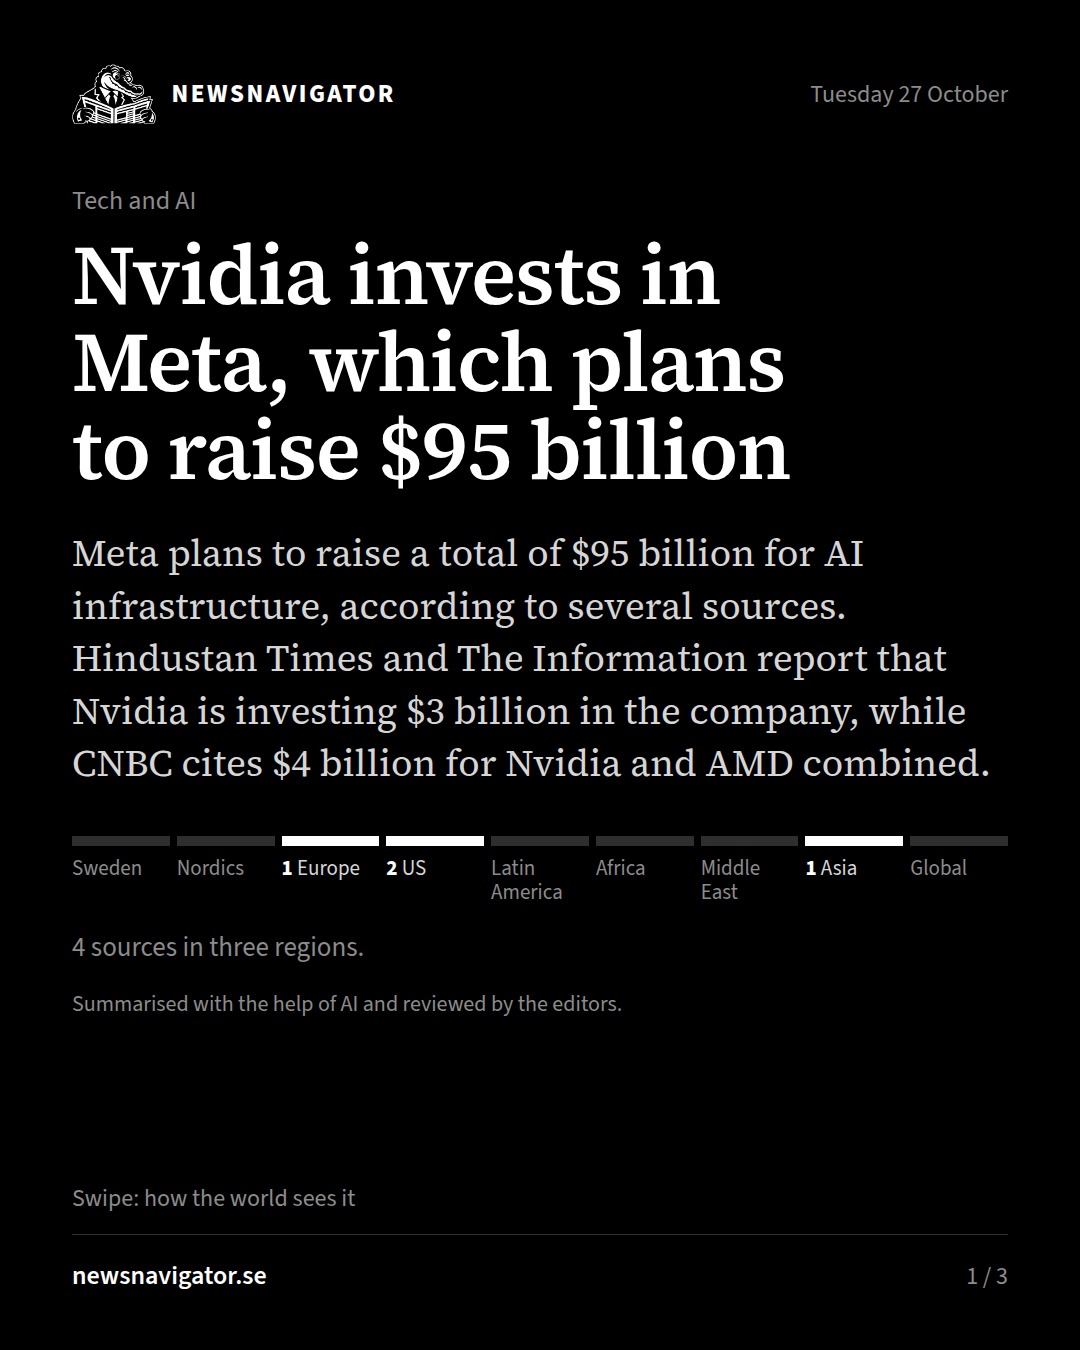 NEWSNAVIGATOR
Tuesday 27 October
Tech and AI
Nvidia invests in
Meta, which plans
to raise $95 billion
Meta plans to raise a total of $95 billion for AI
infrastructure, according to several sources.
Hindustan Times and The Information report that
Nvidia is investing $3 billion in the company, while
CNBC cites $4 billion for Nvidia and AMD combined.
Sweden
Nordics
1 Europe
2 US
Latin
America
Africa
Middle
East
1 Asia
Global
4 sources in three regions.
Summarised with the help of AI and reviewed by the editors.
Swipe: how the world sees it
newsnavigator.se
1 / 3